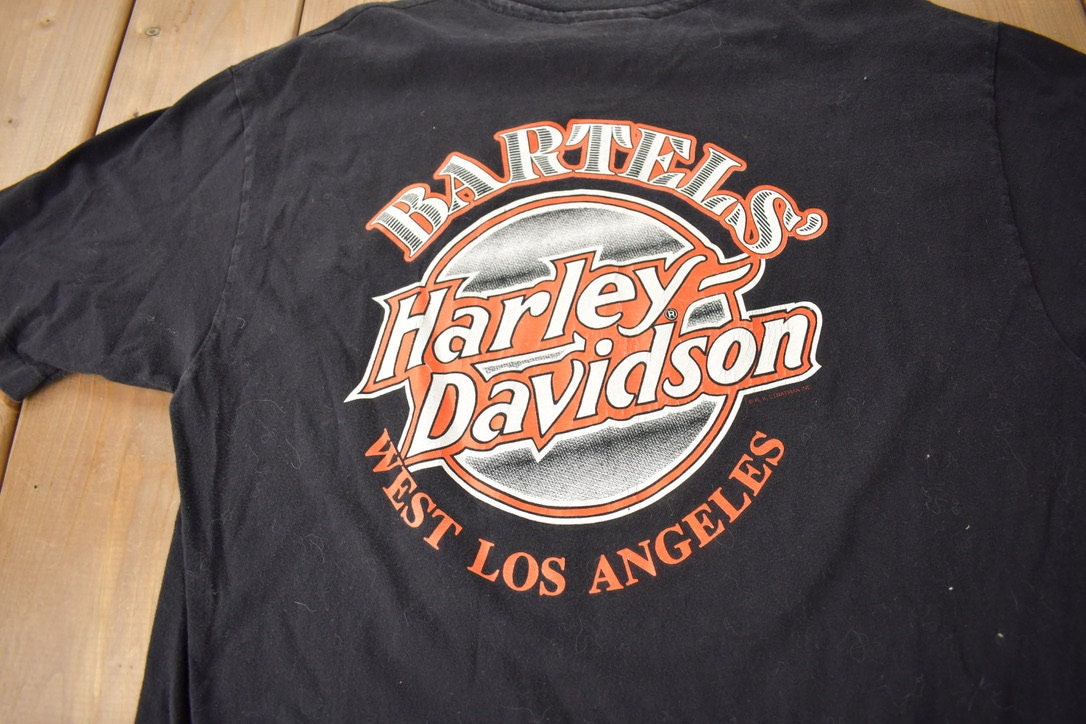 BARTELS'
Harley
®
Davidson
WEST LOS ANGELES